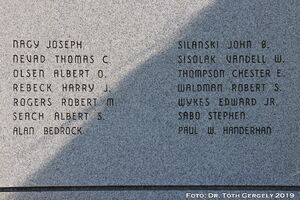 NAGY JOSEPH
NEVAD THOMAS C.
OLSEN ALBERT O.
REBECK HARRY J.
ROGERS ROBERT M.
SEACH ALBERT S.
ALAN BEDROCK
SILANSKI JOHN B.
SISOLAK VANDELL W.
THOMPSON CHESTER E.
WALDMAN ROBERT S.
WYKES EDWARD JR.
SABO STEPHEN
PAUL W. HANDERHAN
FOTO: DR. TOTH GERGELY 2019